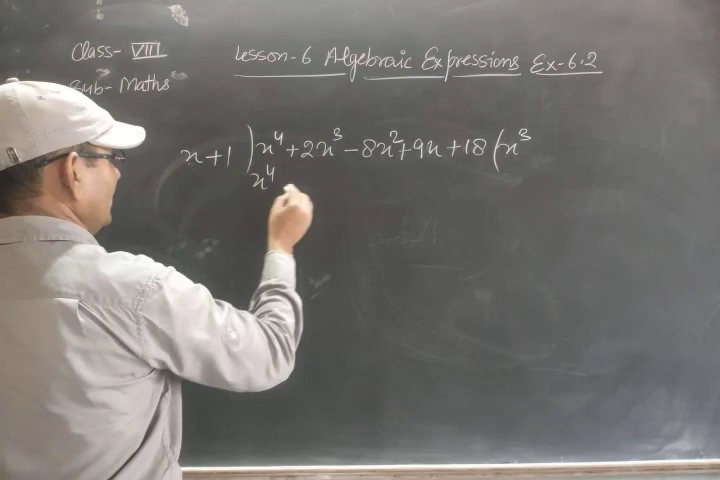 Class- VIII
Sub- Maths
Lesson-6 Algebraic Expressions Ex-6.2
x+1 ) x⁴+2x³-8x²+9x+18 ( x³
x⁴